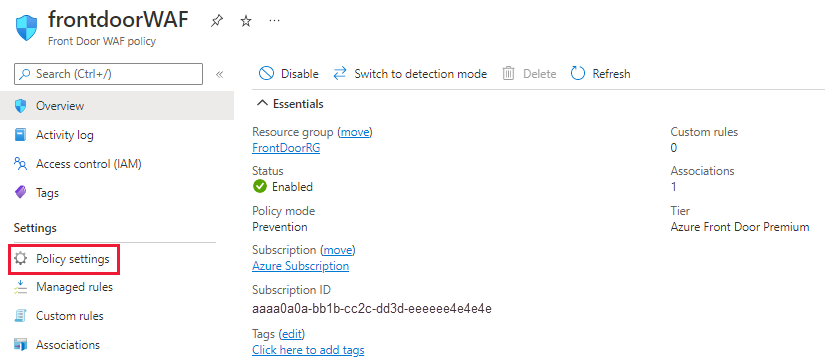 frontdoorWAF
Front Door WAF policy
Search (Ctrl+/)
«
Overview
Activity log
Access control (IAM)
Tags
Settings
Policy settings
Managed rules
Custom rules
Associations
Disable
Switch to detection mode
Delete
Refresh
Essentials
Resource group (move)
FrontDoorRG
Status
Enabled
Policy mode
Prevention
Subscription (move)
Azure Subscription
Subscription ID
aaaa0a0a-bb1b-cc2c-dd3d-eeeeee4e4e4e
Tags (edit)
Click here to add tags
Custom rules
0
Associations
1
Tier
Azure Front Door Premium